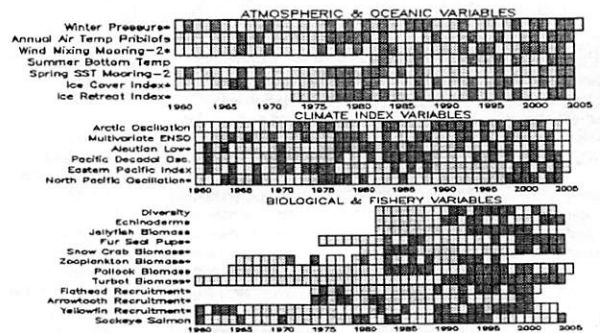 ATMOSPHERIC & OCEANIC VARIABLES
Winter Pressure*
Annual Air Temp Pribilofs
Wind Mixing Mooring-2*
Summer Bottom Temp
Spring SST Mooring-2
Ice Cover Index*
Ice Retreat Index*
1960 1965 1970 1975 1980 1985 1990 1995 2000 2005
CLIMATE INDEX VARIABLES
Arctic Oscillation
Multivariate ENSO
Aleutian Low*
Pacific Decadal Osc.
Eastern Pacific Index
North Pacific Oscillation*
1960 1965 1970 1975 1980 1985 1990 1995 2000 2005
BIOLOGICAL & FISHERY VARIABLES
Diversity
Echinoderms
Jellyfish Biomass
Fur Seal Pups*
Snow Crab Biomass
Zooplankton Biomass*
Pollock Biomass
Turbot Biomass*
Flathead Recruitment*
Arrowtooth Recruitment*
Yellowfin Recruitment*
Sockeye Salmon
1960 1965 1970 1975 1980 1985 1990 1995 2000 2005